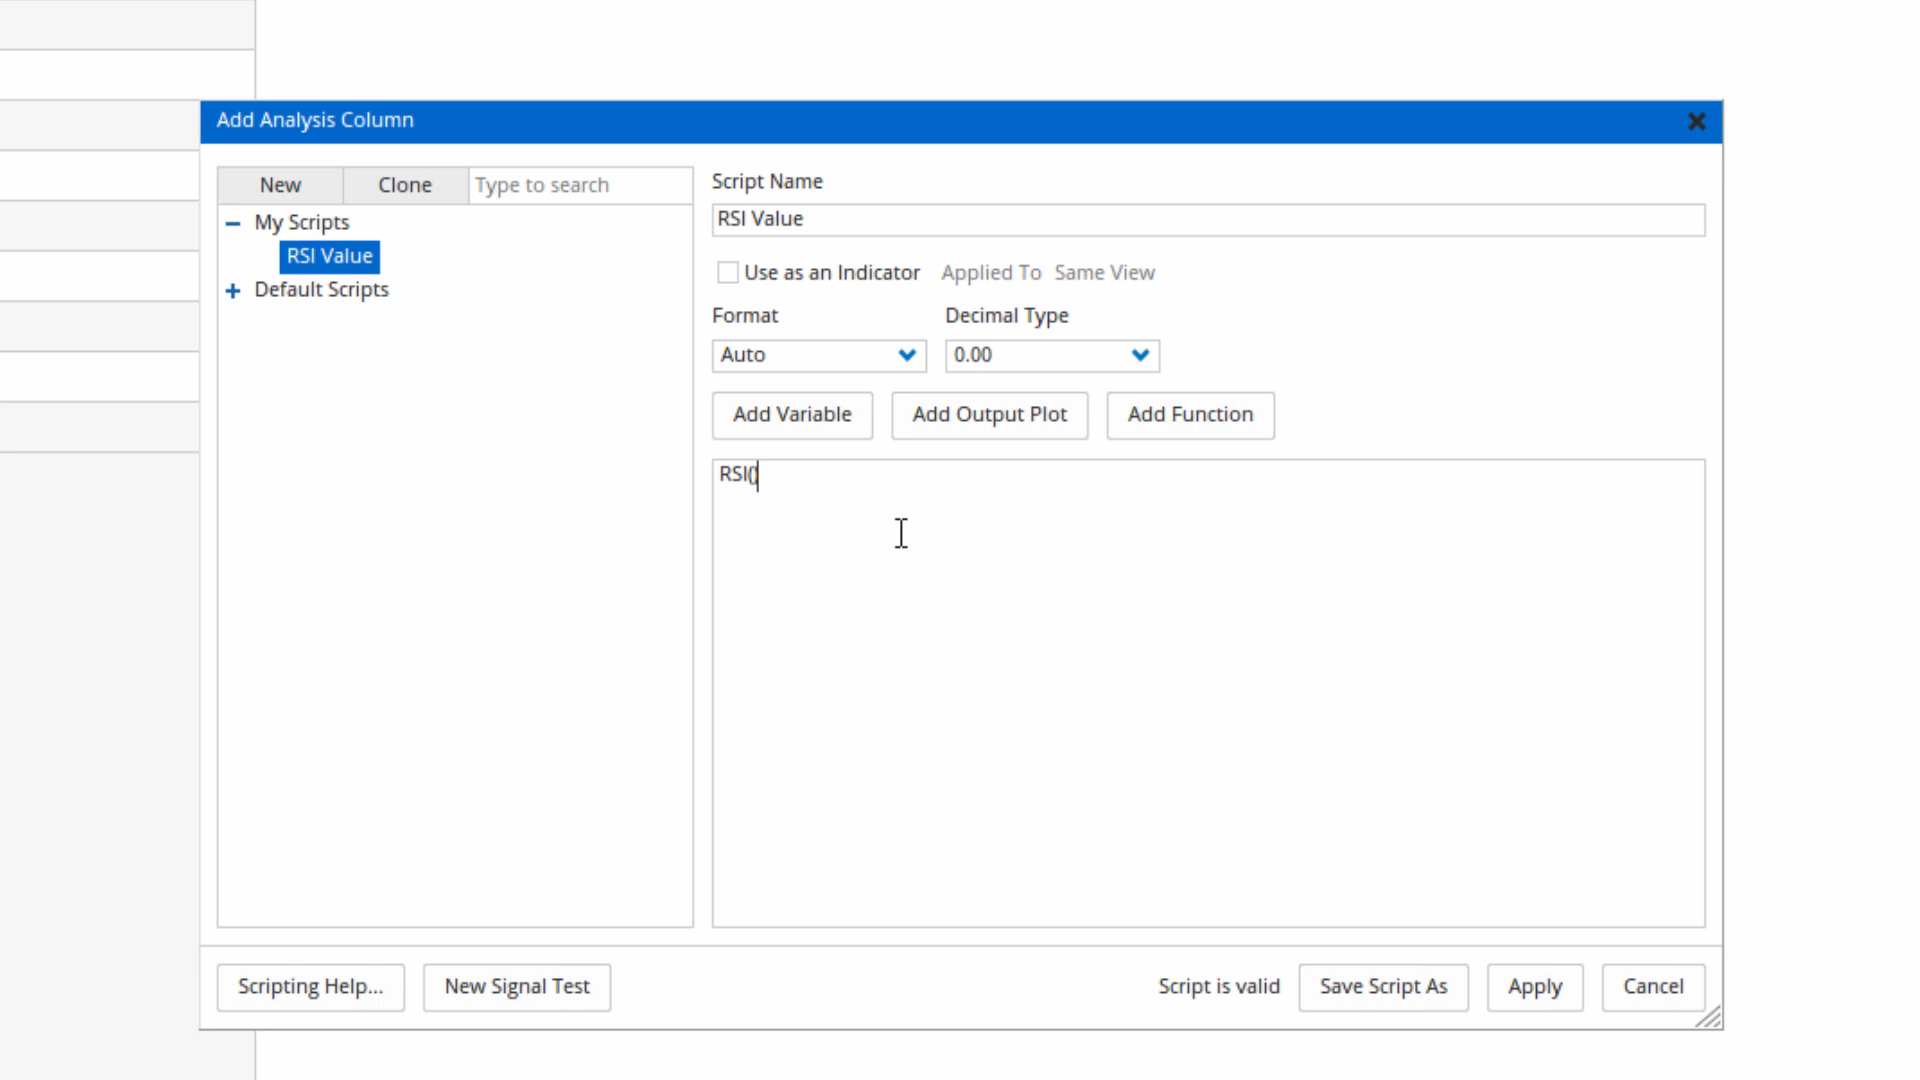 Add Analysis Column
New Clone Type to search
My Scripts
RSI Value
Default Scripts
Script Name
RSI Value
Use as an Indicator Applied To Same View
Format Decimal Type
Auto 0.00
Add Variable Add Output Plot Add Function
RSI()
Scripting Help... New Signal Test Script is valid Save Script As Apply Cancel